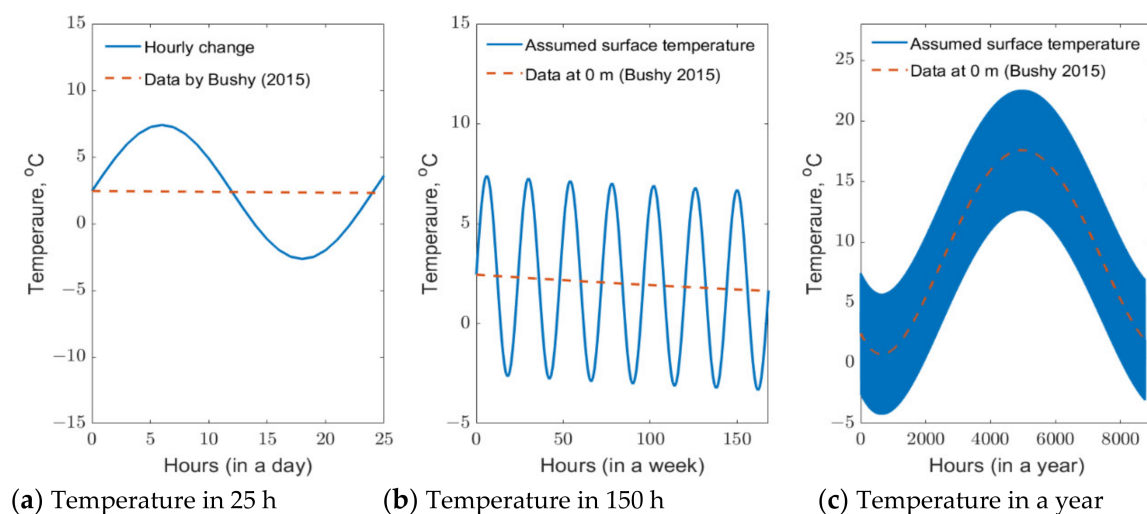 15
10
5
0
−5
−10
−15
0 5 10 15 20 25
Temperaure, °C
Hours (in a day)
Hourly change
Data by Bushy (2015)
(a) Temperature in 25 h
15
10
5
0
−5
0 50 100 150
Temperaure, °C
Hours (in a week)
Assumed surface temperature
Data at 0 m (Bushy 2015)
(b) Temperature in 150 h
25
20
15
10
5
0
−5
0 2000 4000 6000 8000
Temperaure, °C
Hours (in a year)
Assumed surface temperature
Data at 0 m (Bushy 2015)
(c) Temperature in a year